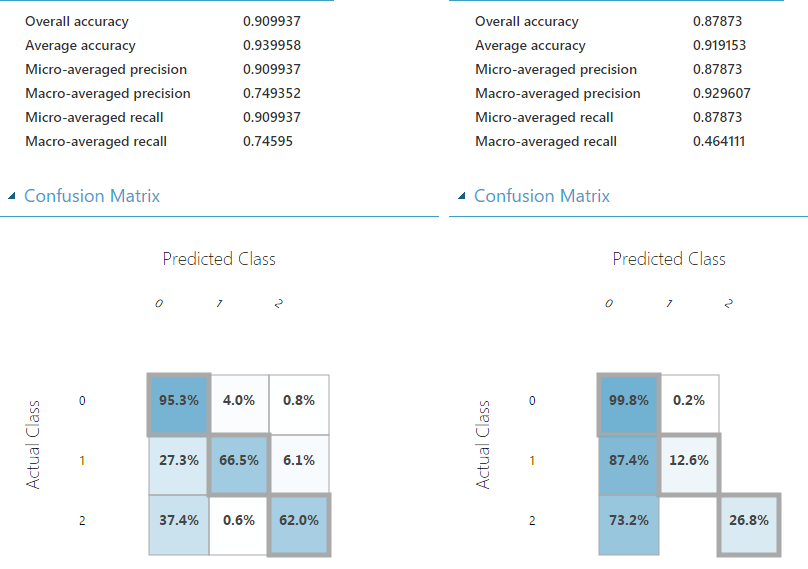 Overall accuracy 0.909937
Average accuracy 0.939958
Micro-averaged precision 0.909937
Macro-averaged precision 0.749352
Micro-averaged recall 0.909937
Macro-averaged recall 0.74595
Confusion Matrix
Predicted Class
0 1 2
Actual Class
0 95.3% 4.0% 0.8%
1 27.3% 66.5% 6.1%
2 37.4% 0.6% 62.0%
Overall accuracy 0.87873
Average accuracy 0.919153
Micro-averaged precision 0.87873
Macro-averaged precision 0.929607
Micro-averaged recall 0.87873
Macro-averaged recall 0.464111
Confusion Matrix
Predicted Class
0 1 2
Actual Class
0 99.8% 0.2%
1 87.4% 12.6%
2 73.2% 26.8%